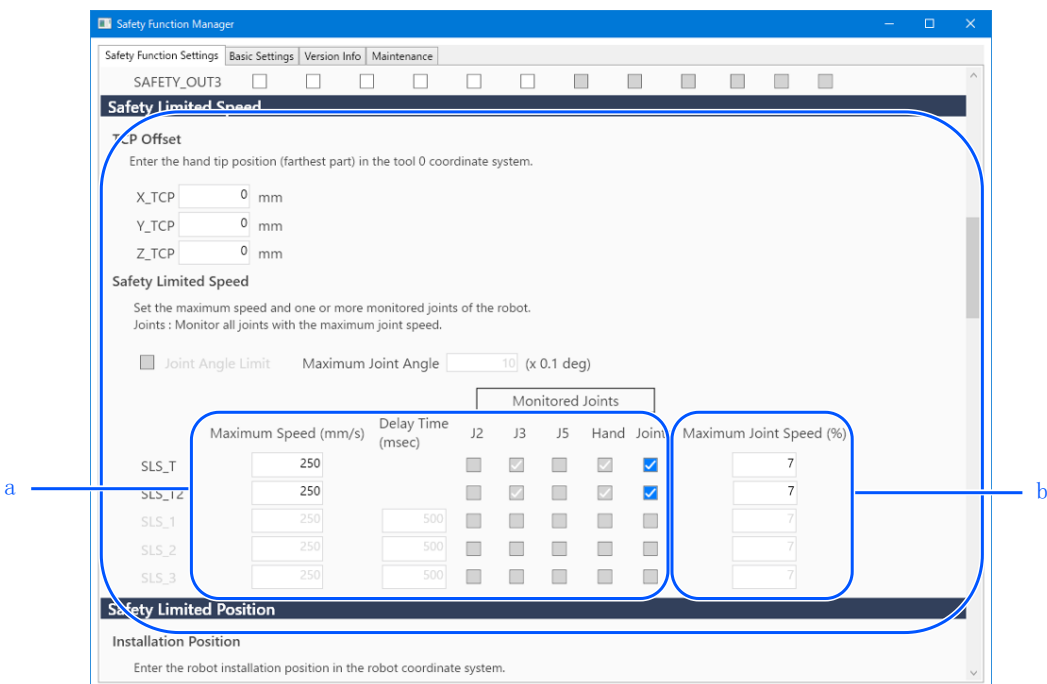 Safety Function Manager
Safety Function Settings Basic Settings Version Info Maintenance
SAFETY_OUT3
Safety Limited Speed
TCP Offset
Enter the hand tip position (farthest part) in the tool 0 coordinate system.
X_TCP 0 mm
Y_TCP 0 mm
Z_TCP 0 mm
Safety Limited Speed
Set the maximum speed and one or more monitored joints of the robot.
Joints : Monitor all joints with the maximum joint speed.
Joint Angle Limit Maximum Joint Angle 10 (x 0.1 deg)
Monitored Joints
Maximum Speed (mm/s) Delay Time (msec) J2 J3 J5 Hand Joint Maximum Joint Speed (%)
SLS_T 250 7
a SLS_T2 250 7 b
SLS_1 250 500 7
SLS_2 250 500 7
SLS_3 250 500 7
Safety Limited Position
Installation Position
Enter the robot installation position in the robot coordinate system.